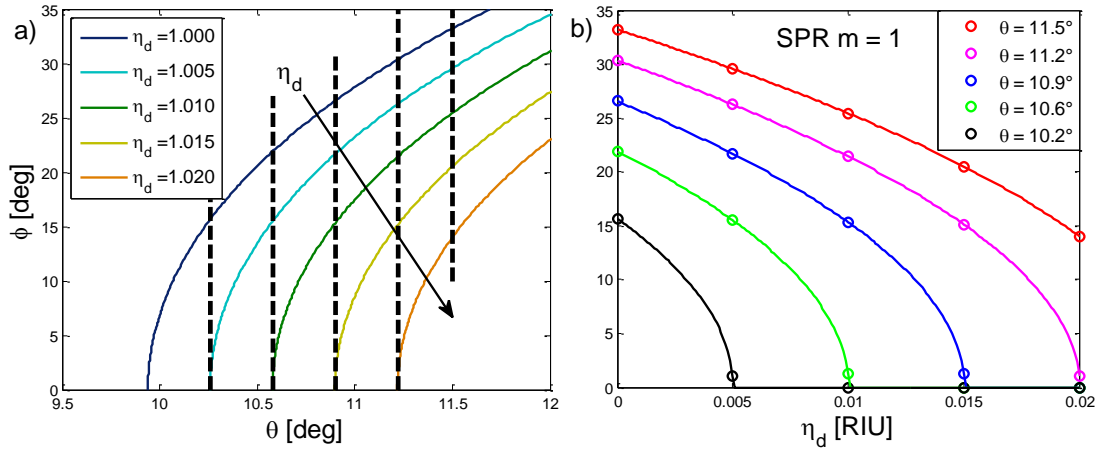 a)
η_d=1.000
η_d=1.005
η_d=1.010
η_d=1.015
η_d=1.020
η_d
35
30
25
20
15
10
5
0
ϕ [deg]
9.5 10 10.5 11 11.5 12
θ [deg]
b)
SPR m = 1
θ = 11.5°
θ = 11.2°
θ = 10.9°
θ = 10.6°
θ = 10.2°
35
30
25
20
15
10
5
0
0 0.005 0.01 0.015 0.02
η_d [RIU]